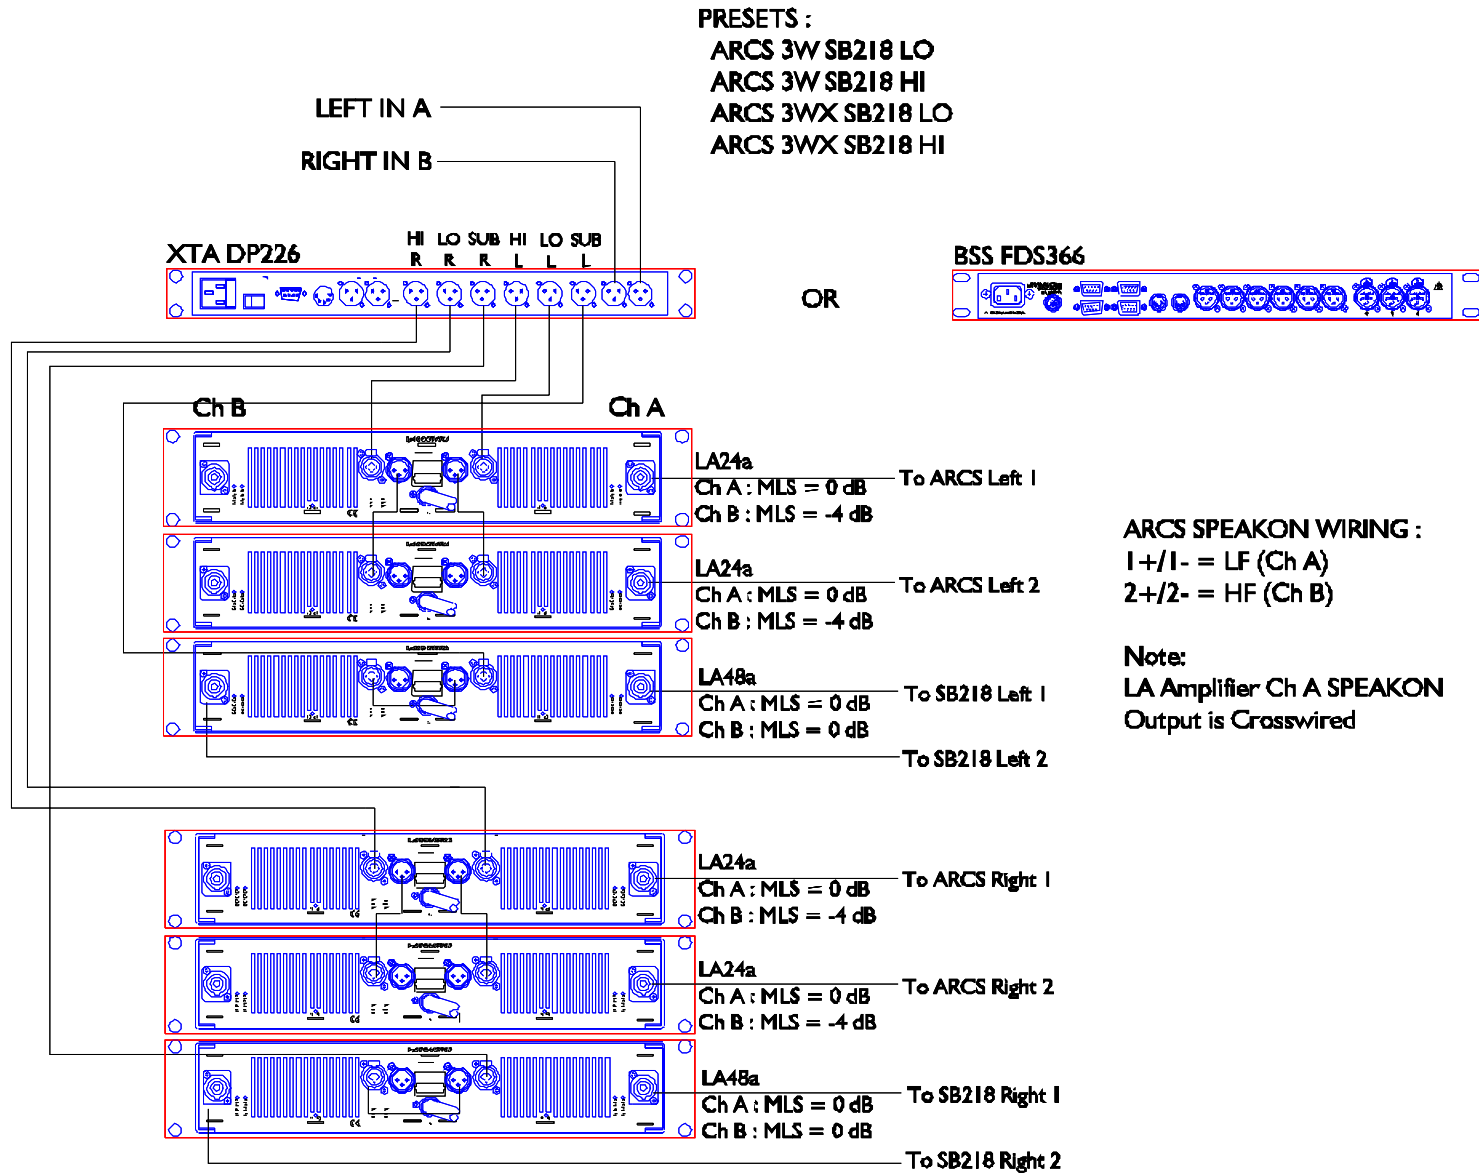 PRESETS :
ARCS 3W SB218 LO
ARCS 3W SB218 HI
ARCS 3WX SB218 LO
ARCS 3WX SB218 HI
LEFT IN A
RIGHT IN B
XTA DP226
HI LO SUB HI LO SUB
R R R L L L
OR
BSS FDS366
Ch B
Ch A
LA24a
Ch A : MLS = 0 dB
Ch B : MLS = -4 dB
To ARCS Left 1
LA24a
Ch A : MLS = 0 dB
Ch B : MLS = -4 dB
To ARCS Left 2
LA48a
Ch A : MLS = 0 dB
Ch B : MLS = 0 dB
To SB218 Left 1
To SB218 Left 2
ARCS SPEAKON WIRING :
1+/1- = LF (Ch A)
2+/2- = HF (Ch B)
Note:
LA Amplifier Ch A SPEAKON
Output is Crosswired
LA24a
Ch A : MLS = 0 dB
Ch B : MLS = -4 dB
To ARCS Right 1
LA24a
Ch A : MLS = 0 dB
Ch B : MLS = -4 dB
To ARCS Right 2
LA48a
Ch A : MLS = 0 dB
Ch B : MLS = 0 dB
To SB218 Right 1
To SB218 Right 2